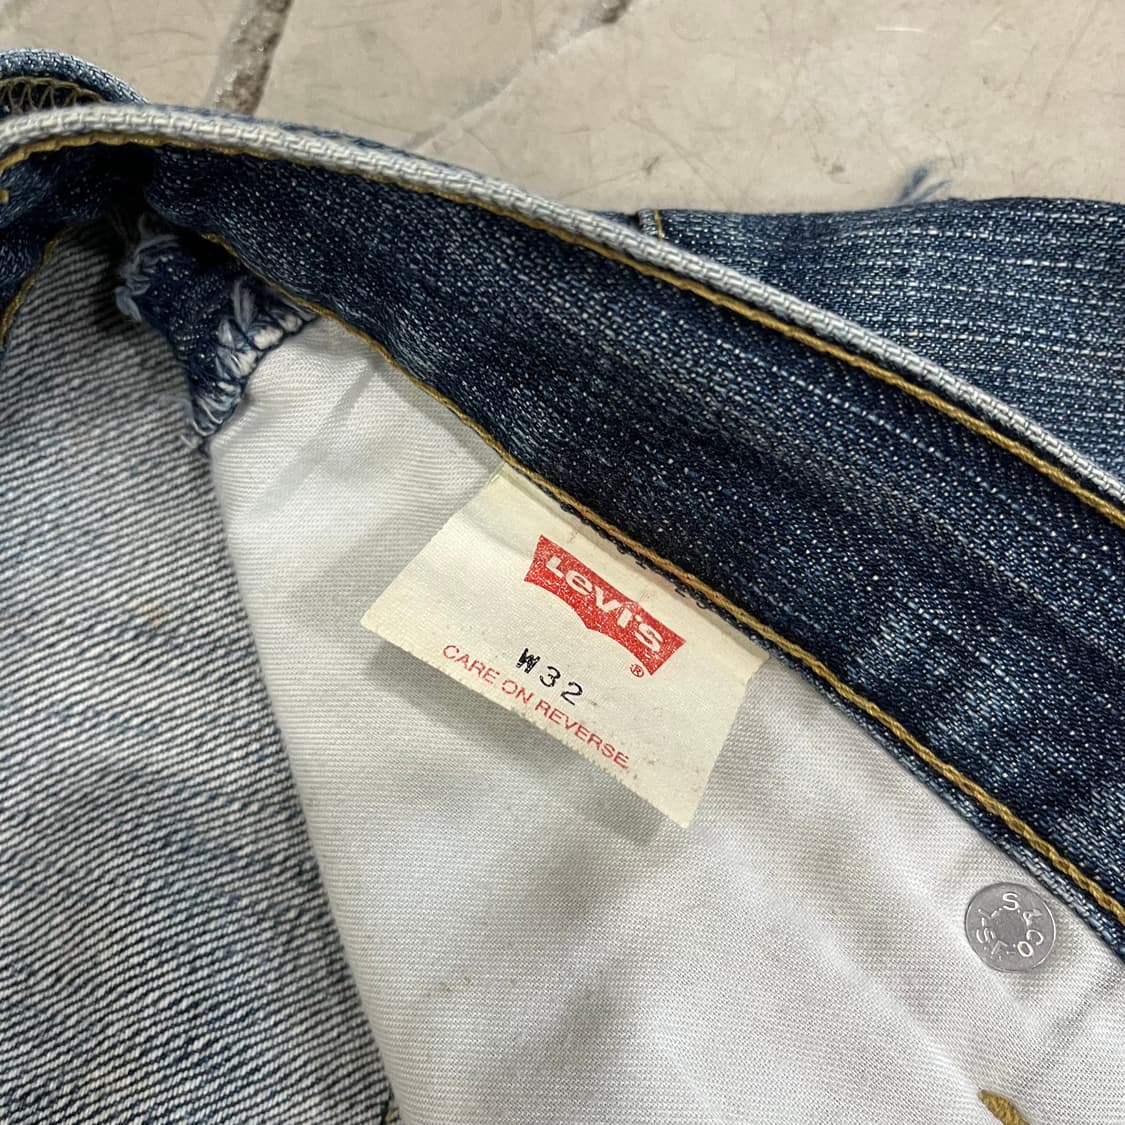 Levi's
®
W32
CARE ON REVERSE
L.S.&CO.-S.F.-